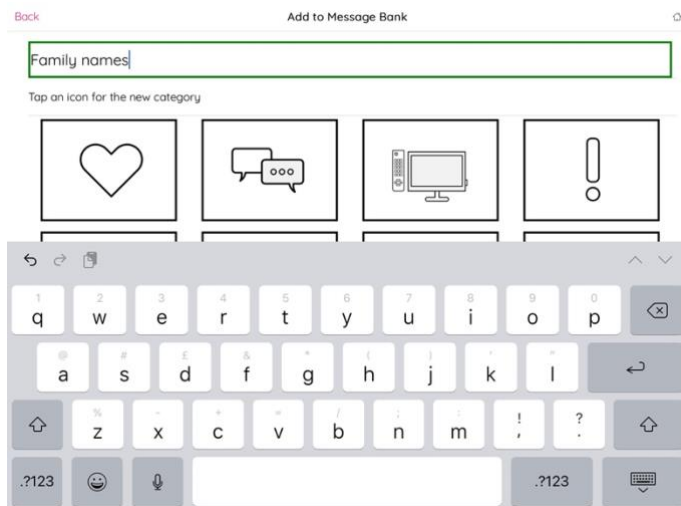 Back Add to Message Bank
Family names
Tap an icon for the new category
1 2 3 4 5 6 7 8 9 0
q w e r t y u i o p
@ # £ & * ( ) ' "
a s d f g h j k l
% - + = / ; : ! ?
z x c v b n m , .
.?123 .?123